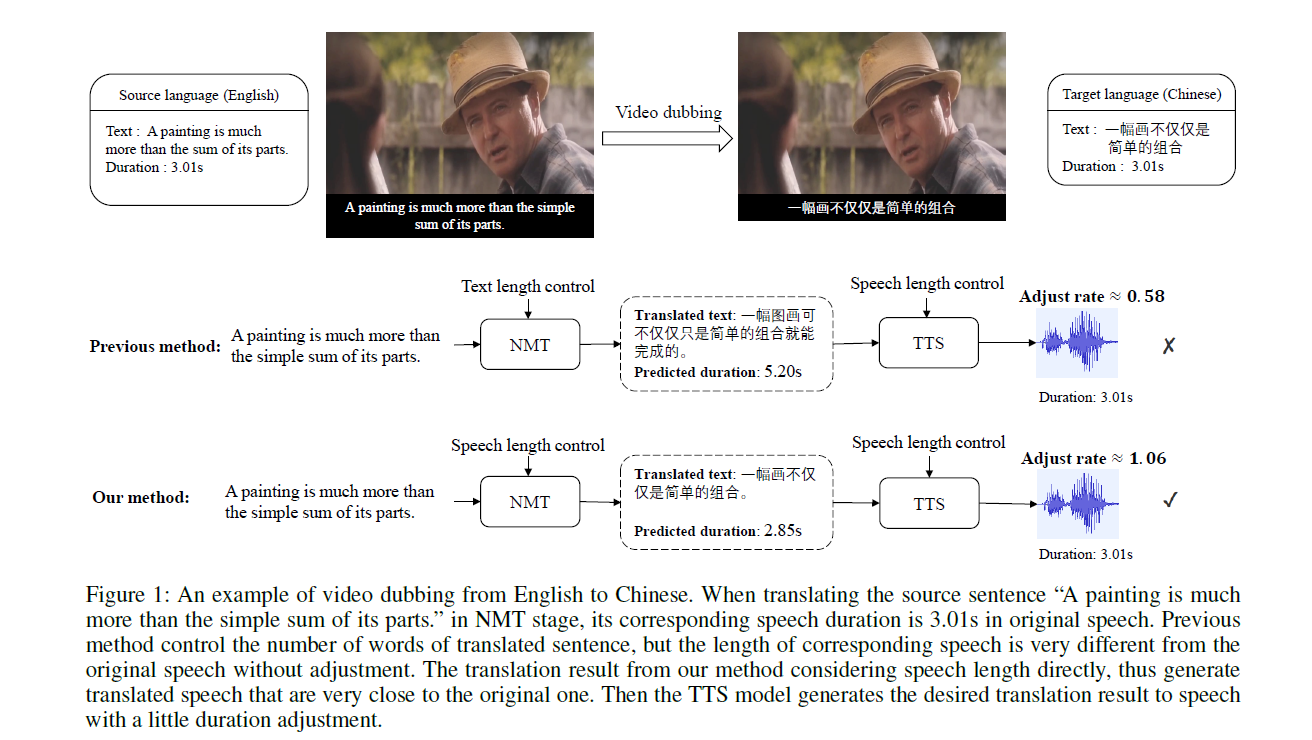 Source language (English)
Text : A painting is much
more than the sum of its parts.
Duration : 3.01s
A painting is much more than the simple
sum of its parts.
Video dubbing
一幅画不仅仅是简单的组合
Target language (Chinese)
Text : 一幅画不仅仅是
简单的组合
Duration : 3.01s
Previous method:
A painting is much more than
the simple sum of its parts.
Text length control
NMT
Translated text: 一幅图画可
不仅仅只是简单的组合就能
完成的。
Predicted duration: 5.20s
Speech length control
TTS
Adjust rate ≈ 0.58
✗
Duration: 3.01s
Our method:
A painting is much more than
the simple sum of its parts.
Speech length control
NMT
Translated text: 一幅画不仅
仅是简单的组合。
Predicted duration: 2.85s
Speech length control
TTS
Adjust rate ≈ 1.06
✓
Duration: 3.01s
Figure 1: An example of video dubbing from English to Chinese. When translating the source sentence “A painting is much
more than the simple sum of its parts.” in NMT stage, its corresponding speech duration is 3.01s in original speech. Previous
method control the number of words of translated sentence, but the length of corresponding speech is very different from the
original speech without adjustment. The translation result from our method considering speech length directly, thus generate
translated speech that are very close to the original one. Then the TTS model generates the desired translation result to speech
with a little duration adjustment.